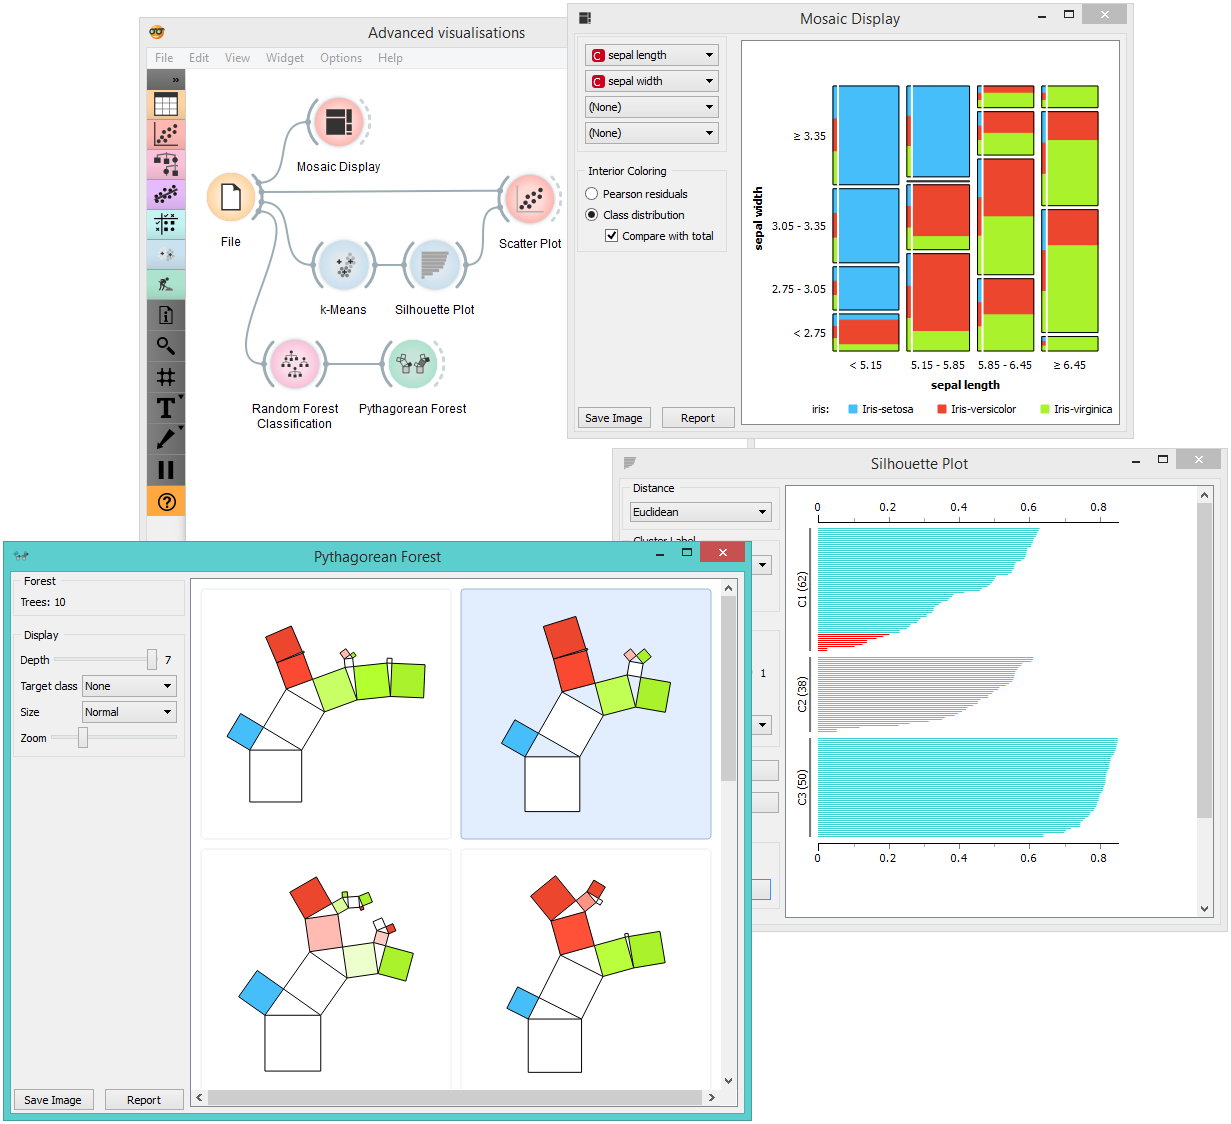 Advanced visualisations
File Edit View Widget Options Help
»
Mosaic Display
File
Scatter Plot
k-Means
Silhouette Plot
Random Forest
Classification
Pythagorean Forest
T
?
Mosaic Display
C sepal length
C sepal width
(None)
(None)
Interior Coloring
Pearson residuals
Class distribution
Compare with total
Save Image
Report
sepal width
≥ 3.35
3.05 - 3.35
2.75 - 3.05
< 2.75
< 5.15 5.15 - 5.85 5.85 - 6.45 ≥ 6.45
sepal length
iris: Iris-setosa Iris-versicolor Iris-virginica
Silhouette Plot
Distance
Euclidean
1
0 0.2 0.4 0.6 0.8
C1 (62)
C2 (38)
C3 (50)
0 0.2 0.4 0.6 0.8
Pythagorean Forest
Forest
Trees: 10
Display
Depth 7
Target class None
Size Normal
Zoom
Save Image
Report